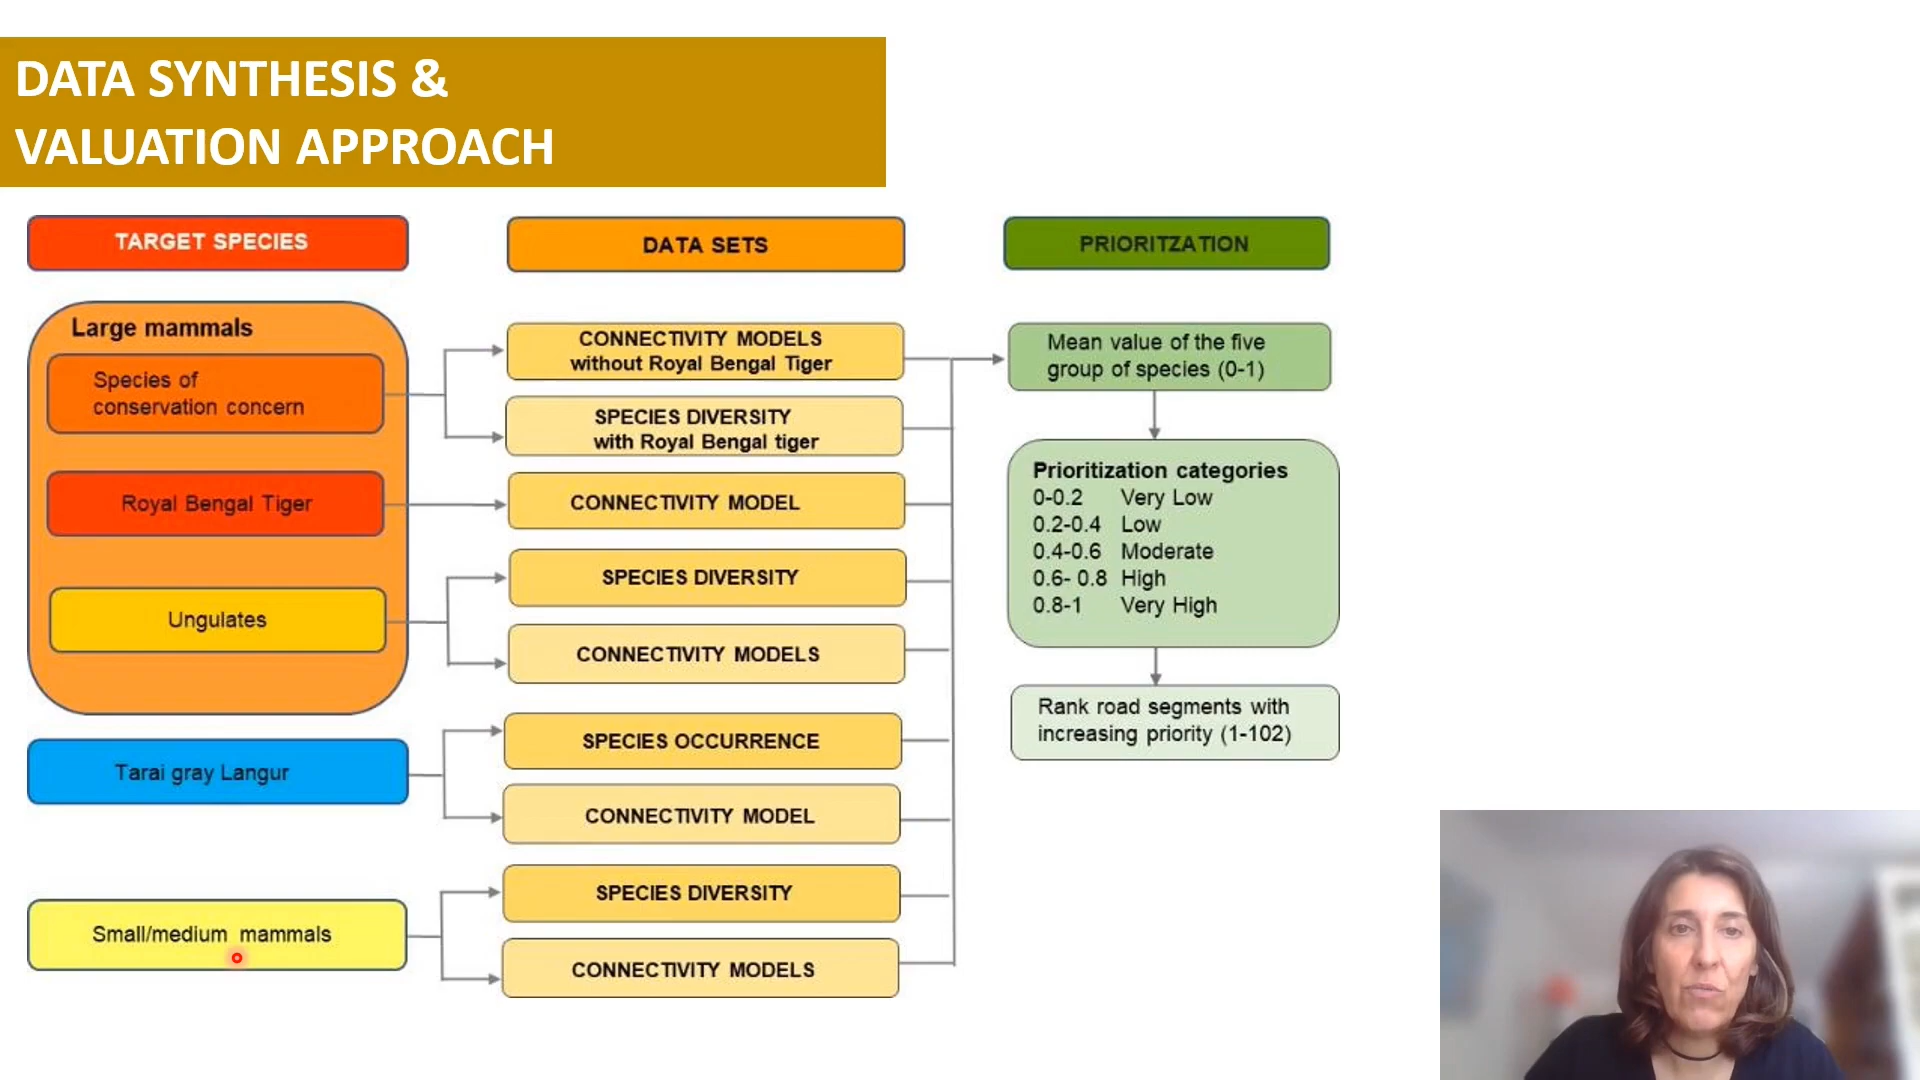 DATA SYNTHESIS &
VALUATION APPROACH
TARGET SPECIES
Large mammals
Species of
conservation concern
Royal Bengal Tiger
Ungulates
Tarai gray Langur
Small/medium mammals
DATA SETS
CONNECTIVITY MODELS
without Royal Bengal Tiger
SPECIES DIVERSITY
with Royal Bengal tiger
CONNECTIVITY MODEL
SPECIES DIVERSITY
CONNECTIVITY MODELS
SPECIES OCCURRENCE
CONNECTIVITY MODEL
SPECIES DIVERSITY
CONNECTIVITY MODELS
PRIORITZATION
Mean value of the five
group of species (0-1)
Prioritization categories
0-0.2 Very Low
0.2-0.4 Low
0.4-0.6 Moderate
0.6- 0.8 High
0.8-1 Very High
Rank road segments with
increasing priority (1-102)